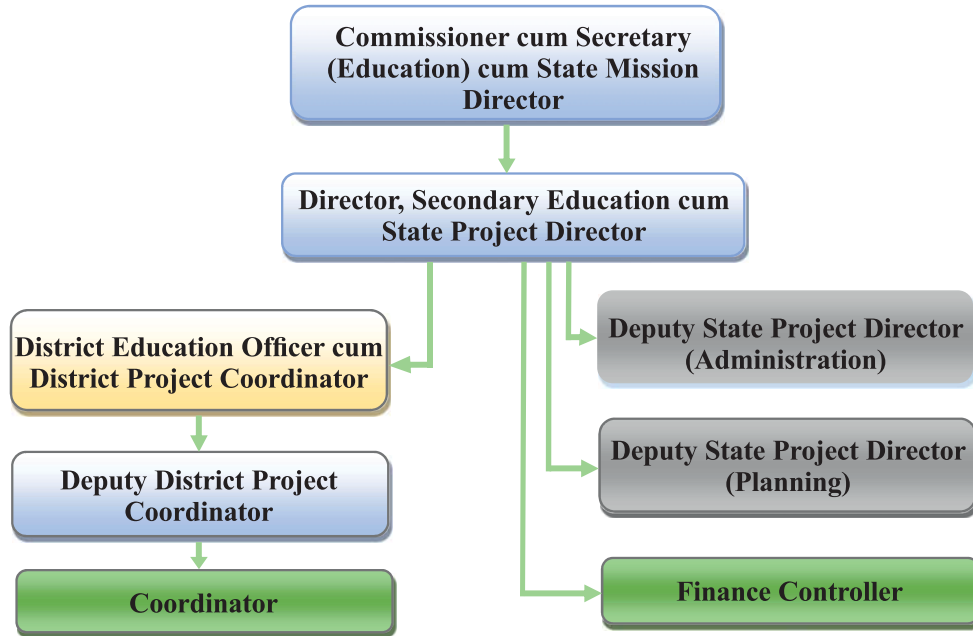 Commissioner cum Secretary
(Education) cum State Mission
Director
Director, Secondary Education cum
State Project Director
District Education Officer cum
District Project Coordinator
Deputy District Project
Coordinator
Coordinator
Deputy State Project Director
(Administration)
Deputy State Project Director
(Planning)
Finance Controller